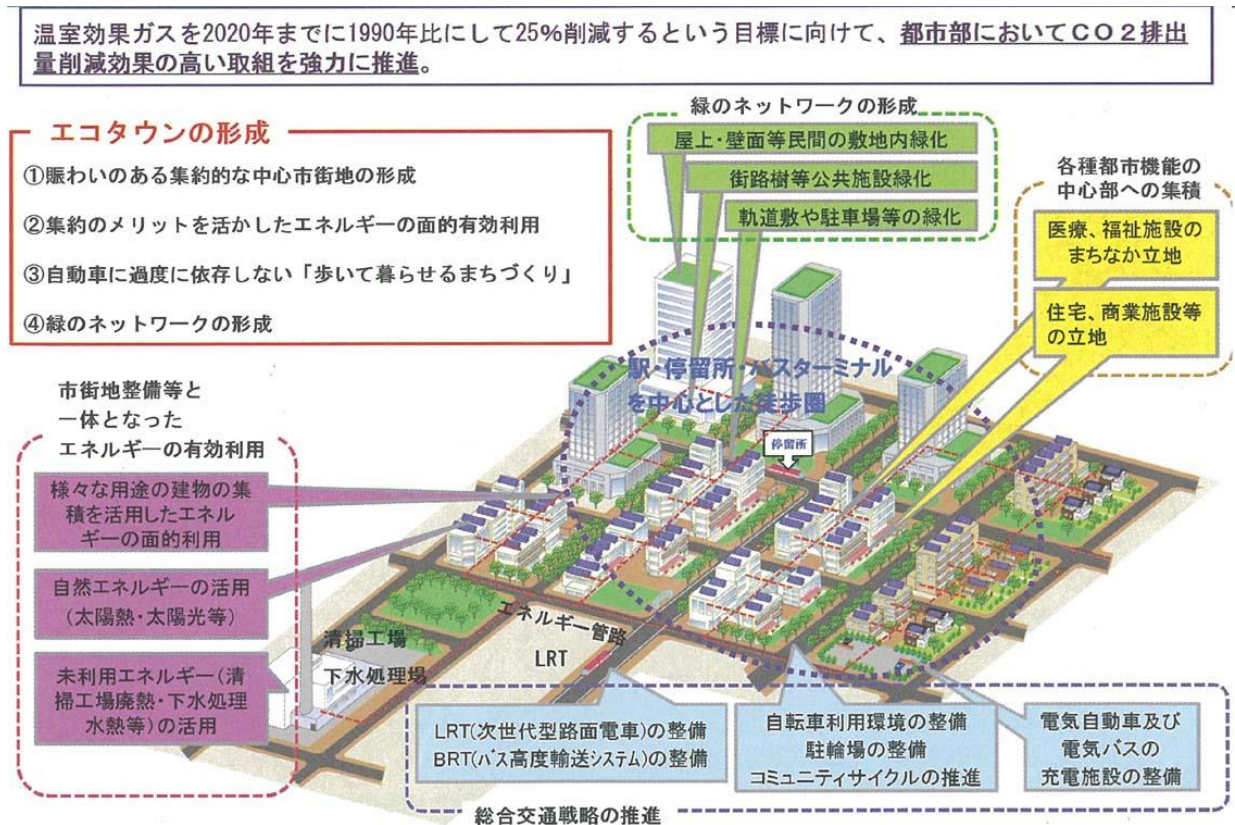 温室効果ガスを2020年までに1990年比にして25%削減するという目標に向けて、都市部においてCO2排出
量削減効果の高い取組を強力に推進。
エコタウンの形成
①賑わいのある集約的な中心市街地の形成
②集約のメリットを活かしたエネルギーの面的有効利用
③自動車に過度に依存しない「歩いて暮らせるまちづくり」
④緑のネットワークの形成
緑のネットワークの形成
屋上・壁面等民間の敷地内緑化
街路樹等公共施設緑化
軌道敷や駐車場等の緑化
各種都市機能の
中心部への集積
医療、福祉施設の
まちなか立地
住宅、商業施設等
の立地
駅・停留所・バスターミナル
を中心とした徒歩圏
停留所
市街地整備等と
一体となった
エネルギーの有効利用
様々な用途の建物の集
積を活用したエネル
ギーの面的利用
自然エネルギーの活用
(太陽熱・太陽光等)
未利用エネルギー(清
掃工場廃熱・下水処理
水熱等)の活用
清掃工場
下水処理場
エネルギー管路
LRT
LRT(次世代型路面電車)の整備
BRT(バス高度輸送システム)の整備
自転車利用環境の整備
駐輪場の整備
コミュニティサイクルの推進
電気自動車及び
電気バスの
充電施設の整備
総合交通戦略の推進